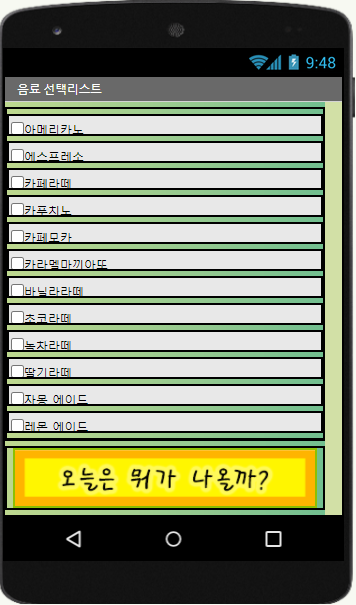 9:48
음료 선택리스트
아메리카노
에스프레소
카페라떼
카푸치노
카페모카
카라멜마끼아또
바닐라라떼
초코라떼
녹차라떼
딸기라떼
자몽 에이드
레몬 에이드
오늘은 뭐가 나올까?